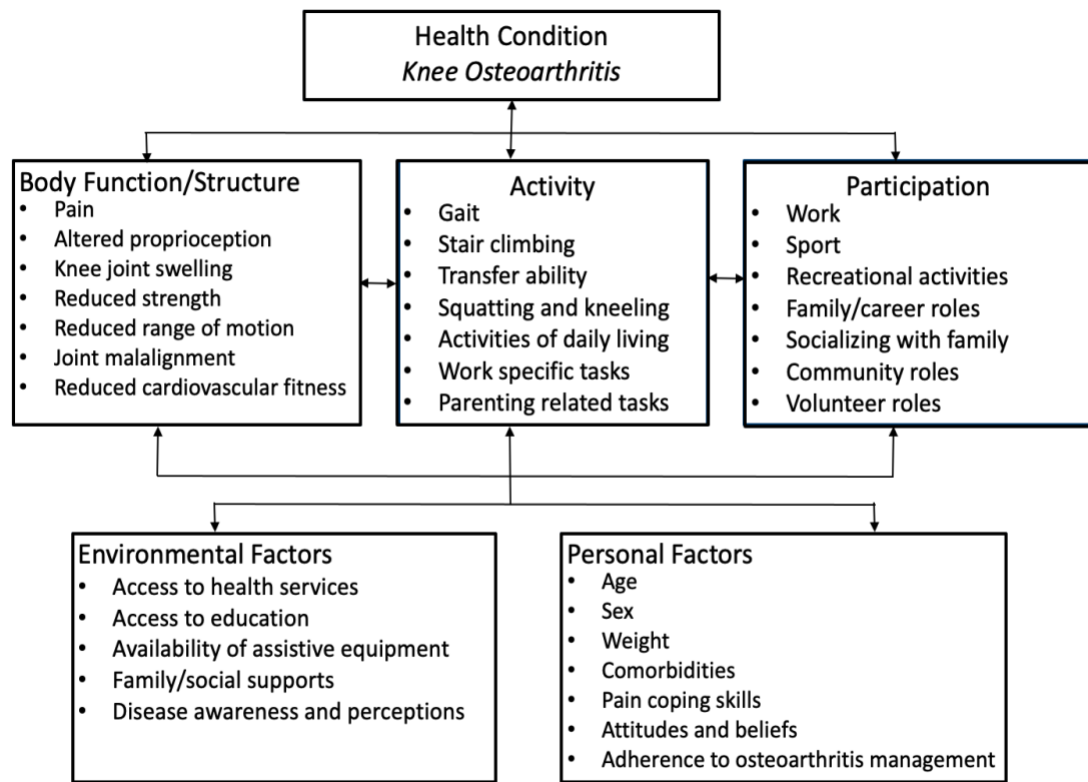 Health Condition
Knee Osteoarthritis
Body Function/Structure
• Pain
• Altered proprioception
• Knee joint swelling
• Reduced strength
• Reduced range of motion
• Joint malalignment
• Reduced cardiovascular fitness
Activity
• Gait
• Stair climbing
• Transfer ability
• Squatting and kneeling
• Activities of daily living
• Work specific tasks
• Parenting related tasks
Participation
• Work
• Sport
• Recreational activities
• Family/career roles
• Socializing with family
• Community roles
• Volunteer roles
Environmental Factors
• Access to health services
• Access to education
• Availability of assistive equipment
• Family/social supports
• Disease awareness and perceptions
Personal Factors
• Age
• Sex
• Weight
• Comorbidities
• Pain coping skills
• Attitudes and beliefs
• Adherence to osteoarthritis management